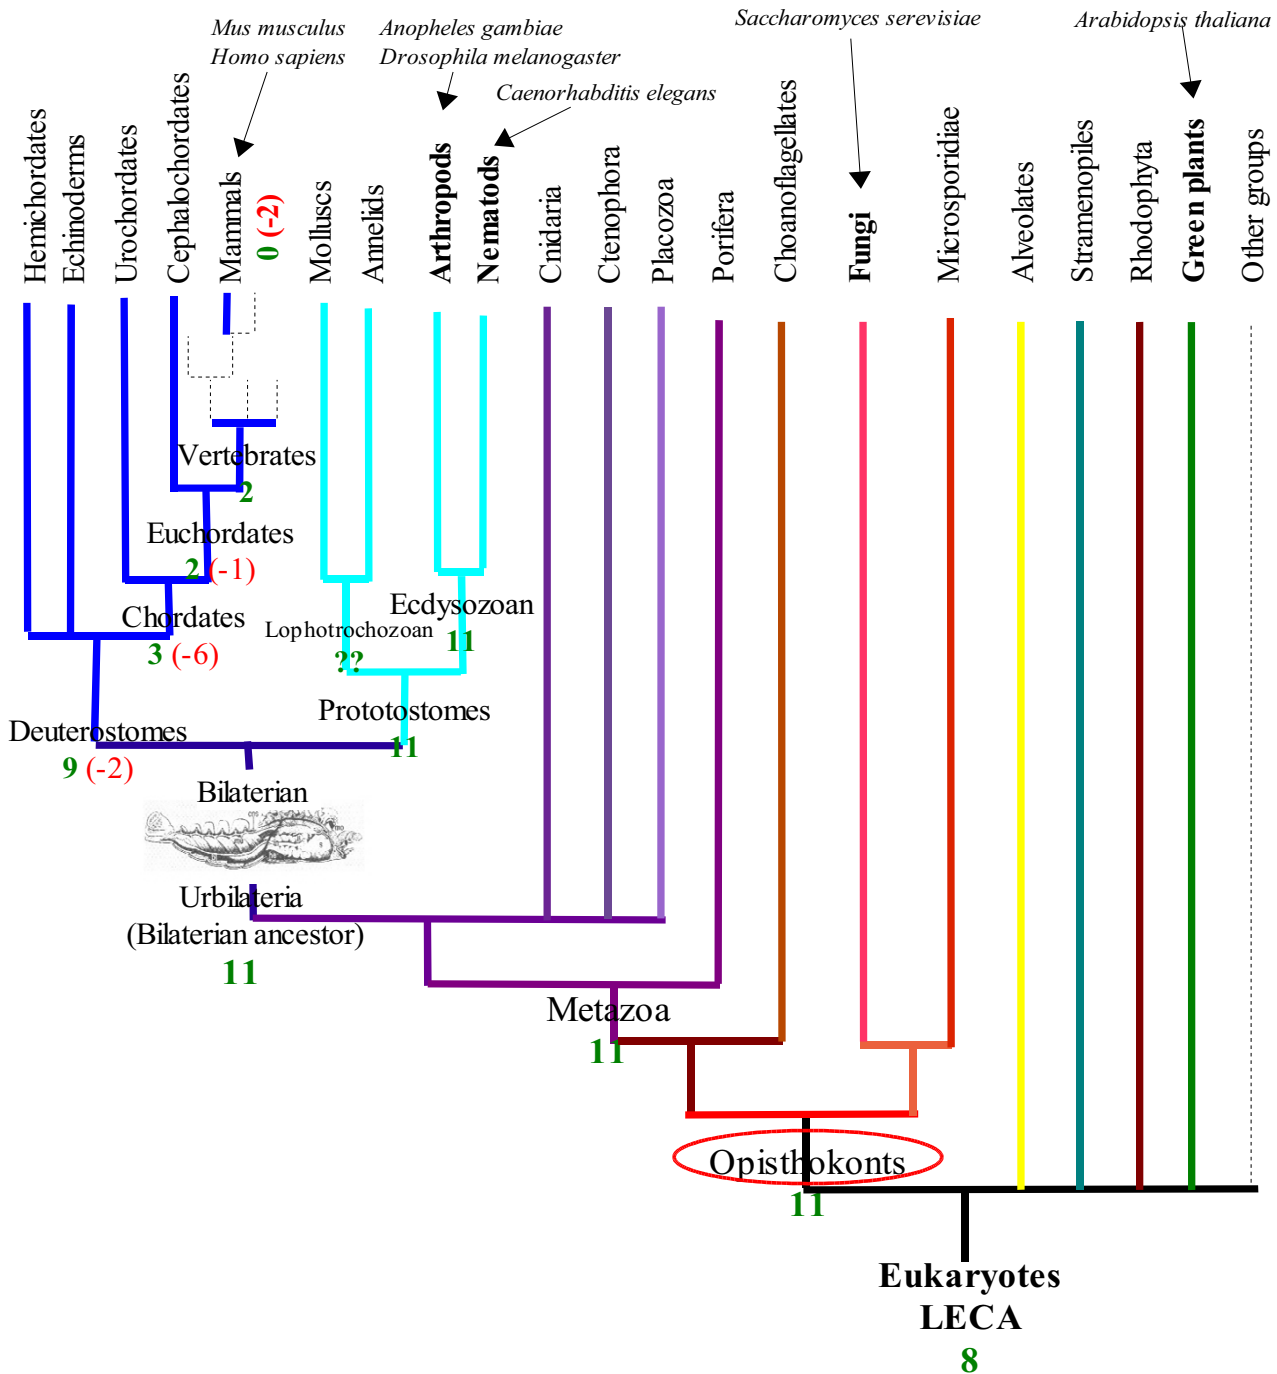 Mus musculus
Homo sapiens
Anopheles gambiae
Drosophila melanogaster
Caenorhabditis elegans
Saccharomyces serevisiae
Arabidopsis thaliana
Hemichordates
Echinoderms
Urochordates
Cephalochordates
Mammals
0 (-2)
Molluscs
Annelids
Arthropods
Nematods
Cnidaria
Ctenophora
Placozoa
Porifera
Choanoflagellates
Fungi
Microsporidiae
Alveolates
Stramenopiles
Rhodophyta
Green plants
Other groups
Vertebrates
2
Euchordates
2 (-1)
Chordates
3 (-6)
Lophotrochozoan
??
Ecdysozoan
11
Prototostomes
11
Deuterostomes
9 (-2)
Bilaterian
Urbilateria
(Bilaterian ancestor)
11
Metazoa
11
Opisthokonts
11
Eukaryotes
LECA
8